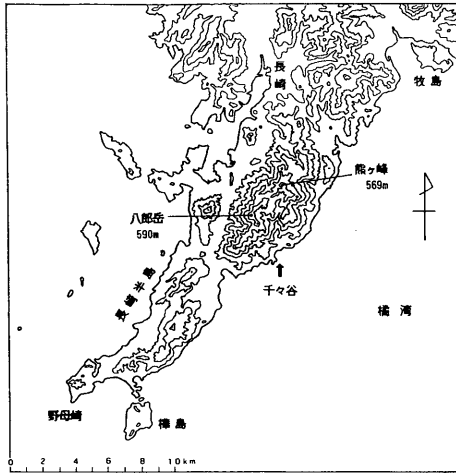 長崎
牧島
熊ヶ峰
569m
八郎岳
590m
千々谷
長崎半島
橘湾
野母崎
樺島
0 2 4 6 8 10km